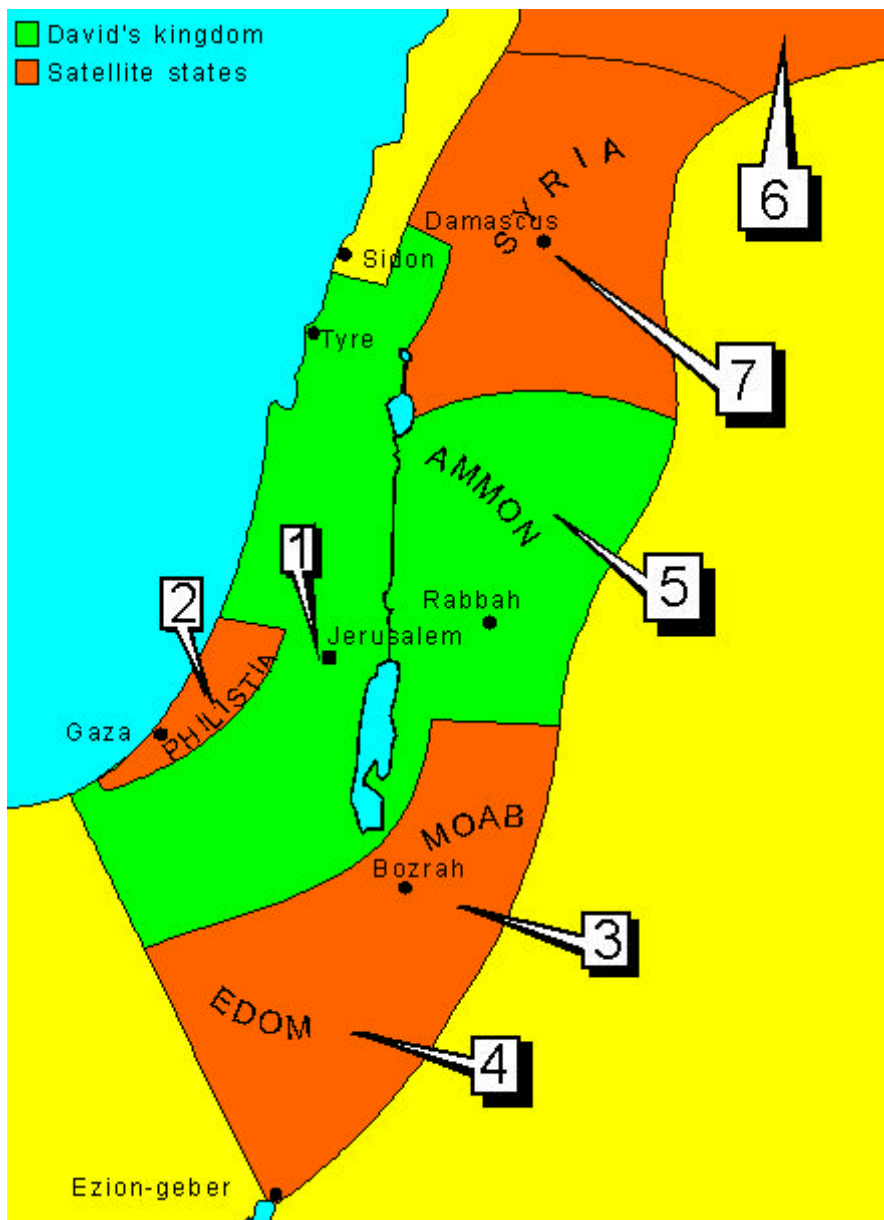 David's kingdom
Satellite states
SYRIA
6
Damascus
Sidon
Tyre
7
AMMON
1
5
2
Rabbah
Jerusalem
PHILISTIA
Gaza
MOAB
Bozrah
3
EDOM
4
Ezion-geber